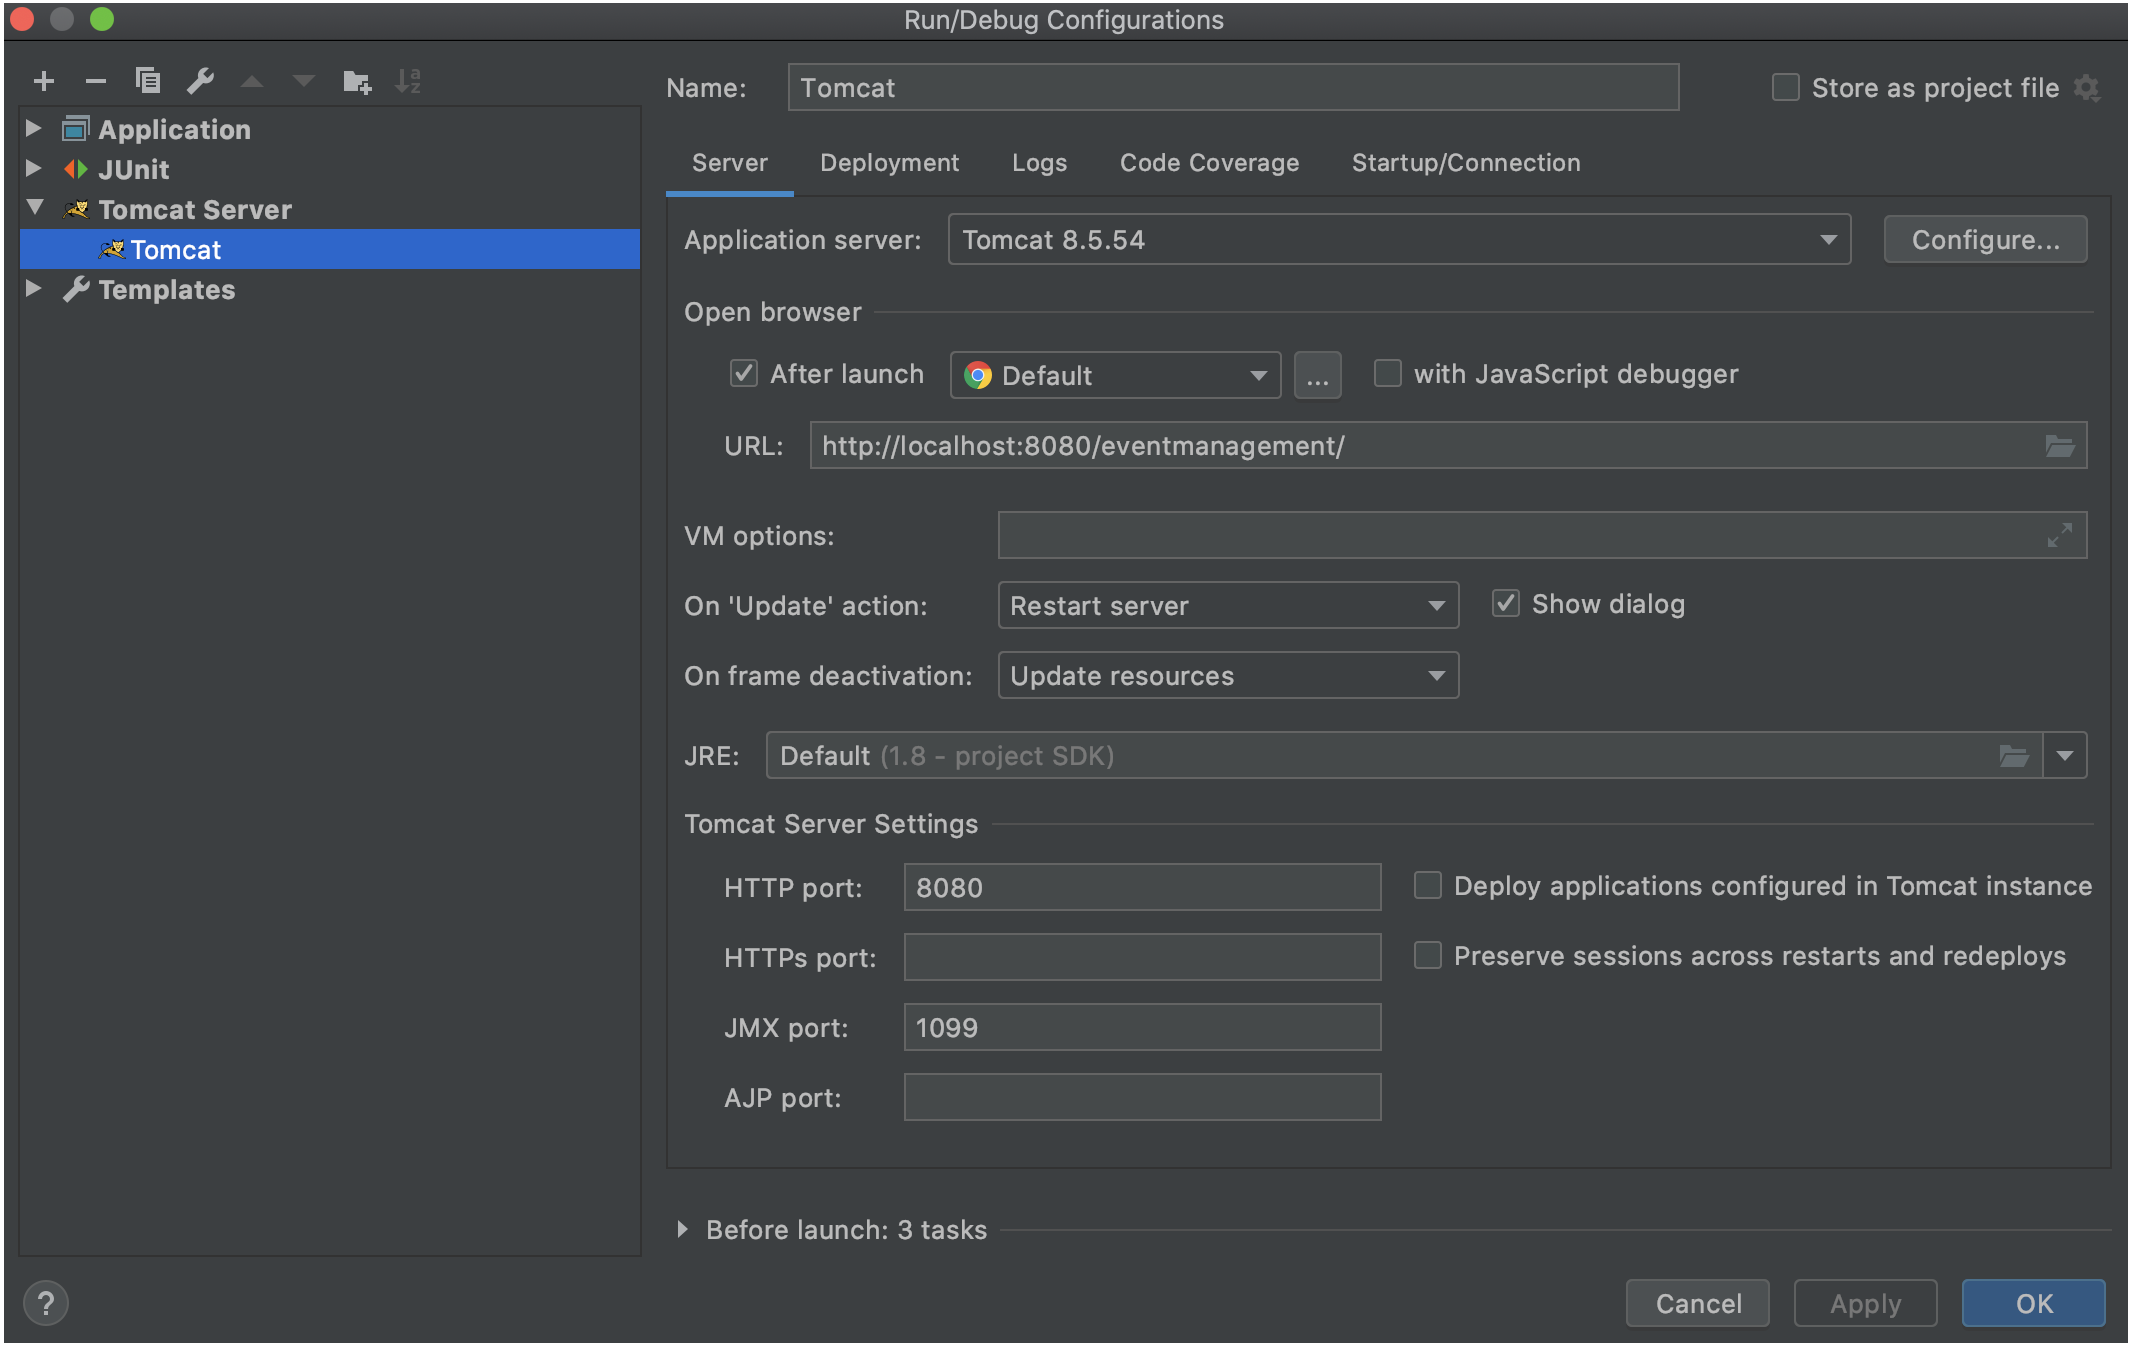 Run/Debug Configurations
Name: Tomcat Store as project file
Application
JUnit
Tomcat Server
Tomcat
Templates
Server Deployment Logs Code Coverage Startup/Connection
Application server: Tomcat 8.5.54 Configure...
Open browser
After launch Default ... with JavaScript debugger
URL: http://localhost:8080/eventmanagement/
VM options:
On 'Update' action: Restart server Show dialog
On frame deactivation: Update resources
JRE: Default (1.8 - project SDK)
Tomcat Server Settings
HTTP port: 8080 Deploy applications configured in Tomcat instance
HTTPs port: Preserve sessions across restarts and redeploys
JMX port: 1099
AJP port:
Before launch: 3 tasks
? Cancel Apply OK